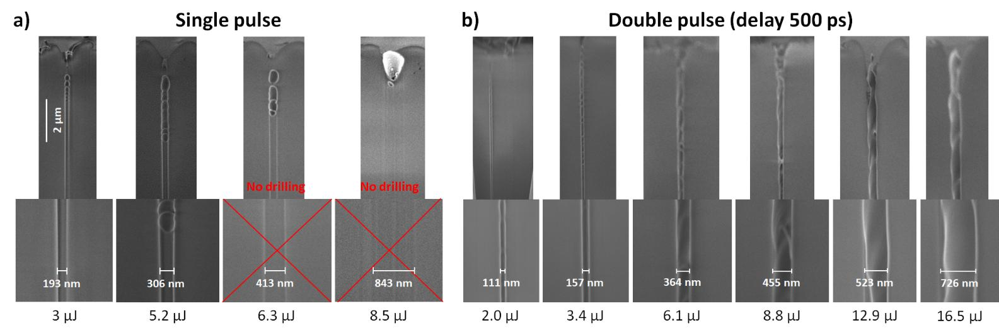 a) Single pulse
b) Double pulse (delay 500 ps)
2 µm
No drilling
No drilling
193 nm
306 nm
413 nm
843 nm
111 nm
157 nm
364 nm
455 nm
523 nm
726 nm
3 µJ
5.2 µJ
6.3 µJ
8.5 µJ
2.0 µJ
3.4 µJ
6.1 µJ
8.8 µJ
12.9 µJ
16.5 µJ